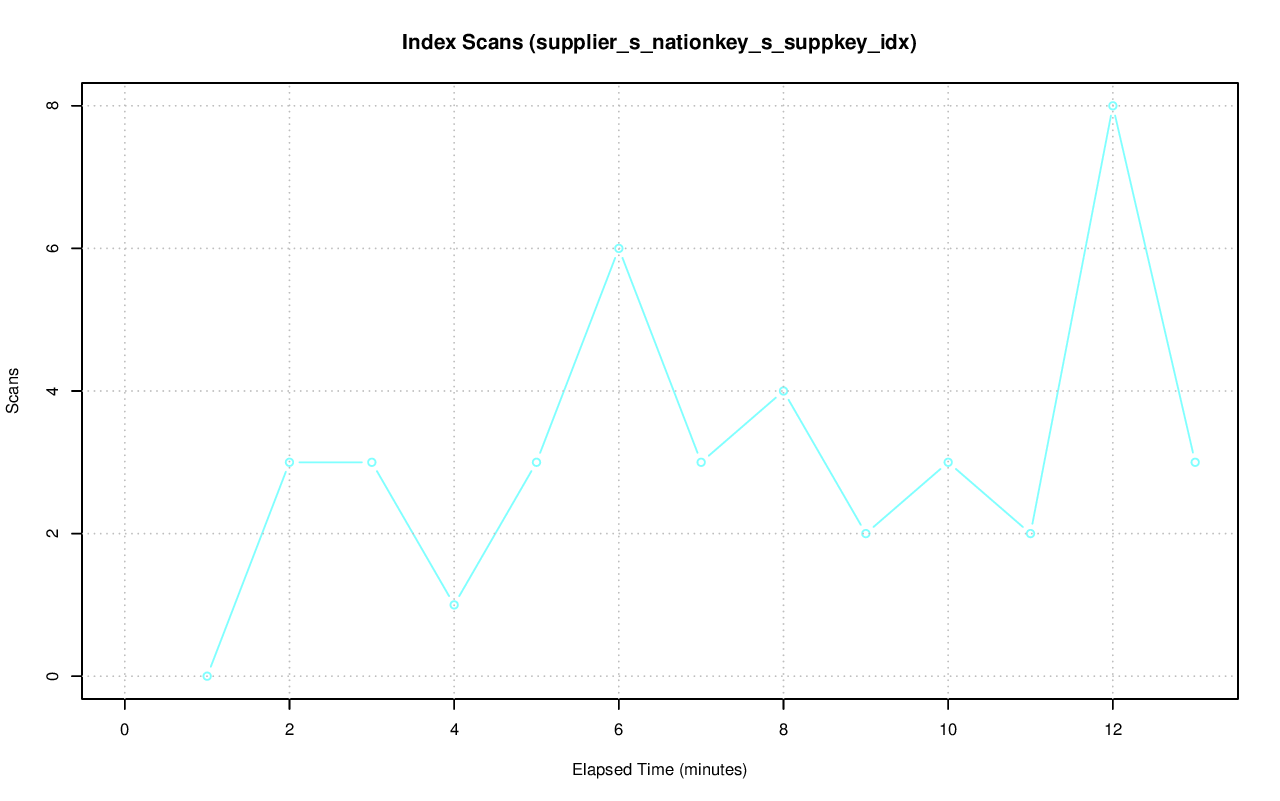 Index Scans (supplier_s_nationkey_s_suppkey_idx)
8
6
4
2
0
Scans
0 2 4 6 8 10 12
Elapsed Time (minutes)